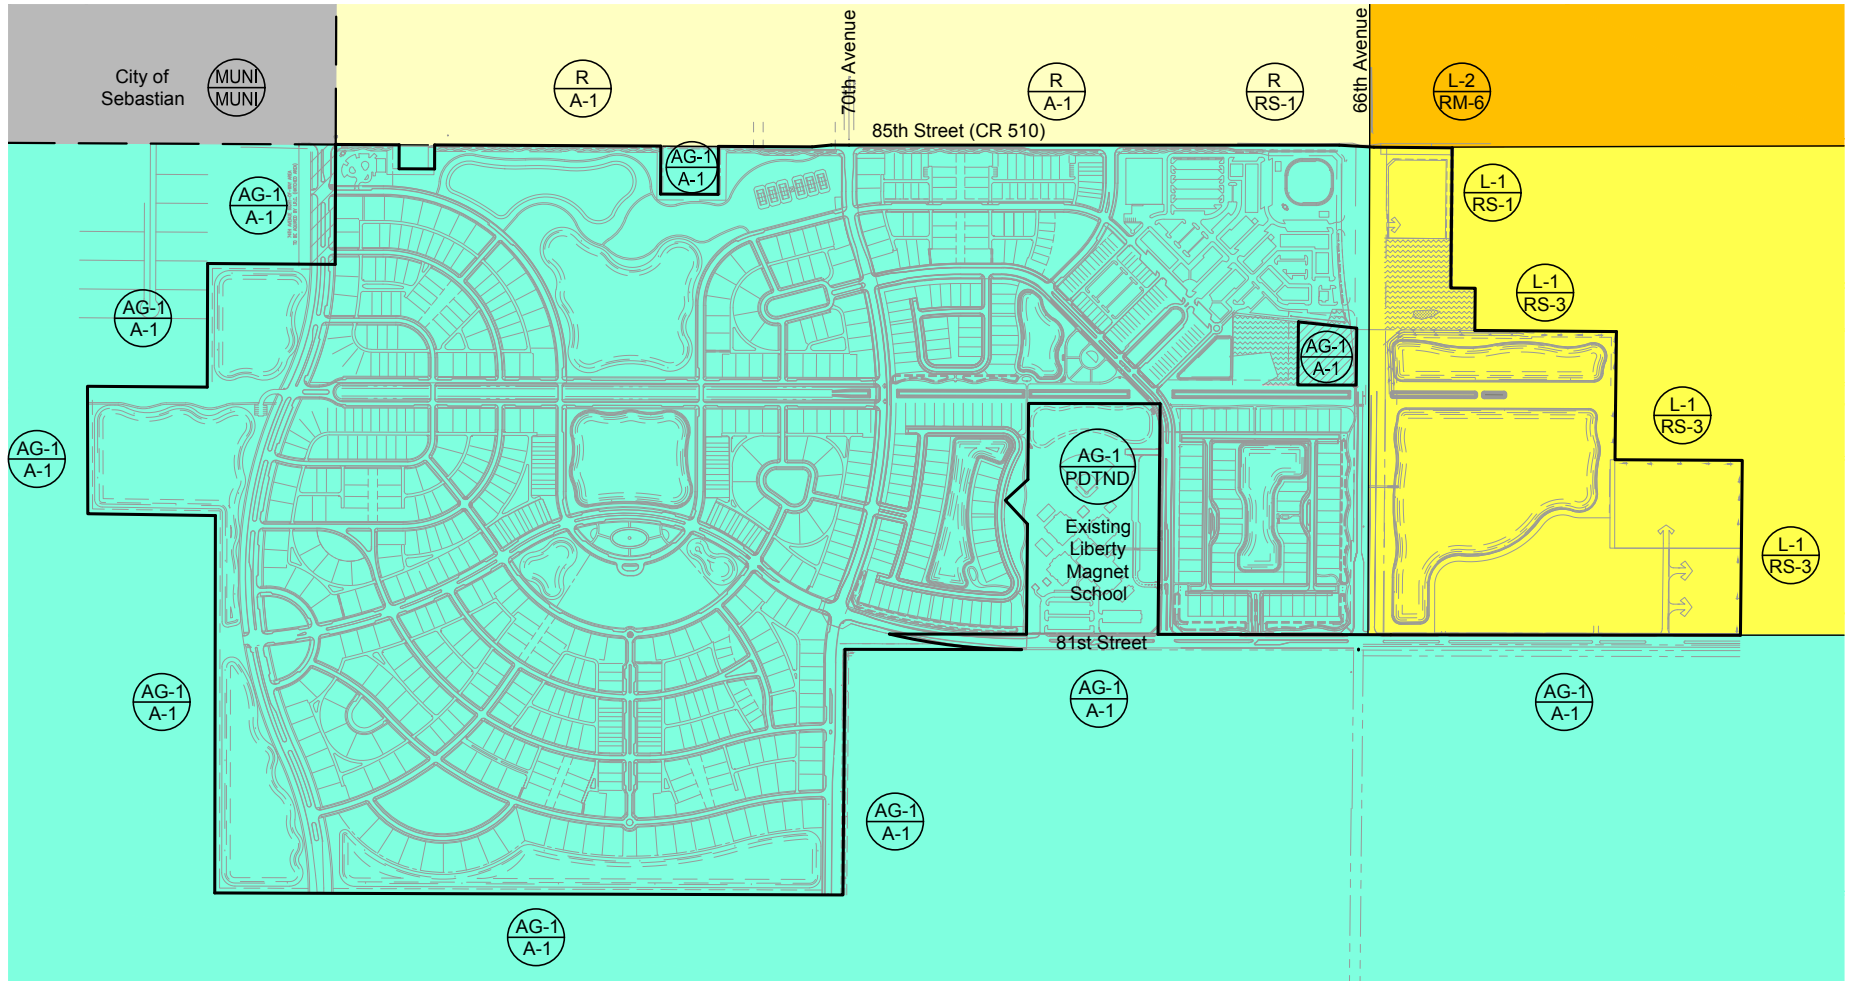 City of
Sebastian
MUNI
MUNI
R
A-1
70th Avenue
R
A-1
R
RS-1
66th Avenue
L-2
RM-6
85th Street (CR 510)
AG-1
A-1
AG-1
A-1
L-1
RS-1
AG-1
A-1
L-1
RS-3
AG-1
A-1
L-1
RS-3
AG-1
A-1
AG-1
PDTND
Existing
Liberty
Magnet
School
L-1
RS-3
81st Street
AG-1
A-1
AG-1
A-1
AG-1
A-1
AG-1
A-1
AG-1
A-1